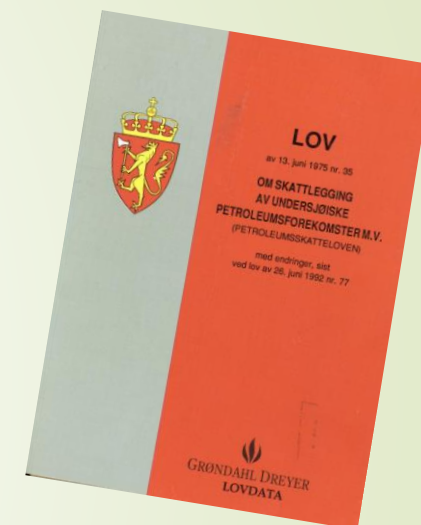 LOV
av 13. juni 1975 nr. 35
OM SKATTLEGGING
AV UNDERSJØISKE
PETROLEUMSFOREKOMSTER M.V.
(PETROLEUMSSKATTELOVEN)
med endringer, sist
ved lov av 26. juni 1992 nr. 77
GRØNDAHL DREYER
LOVDATA